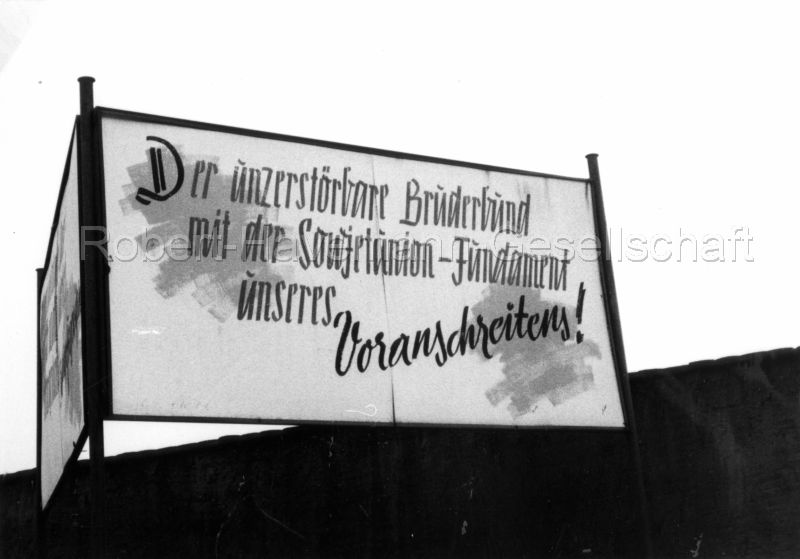 Der unzerstörbare Bruderbund
mit der Sowjetunion-Fundament
unseres
Voranschreitens!
Robert-Havemann-Gesellschaft